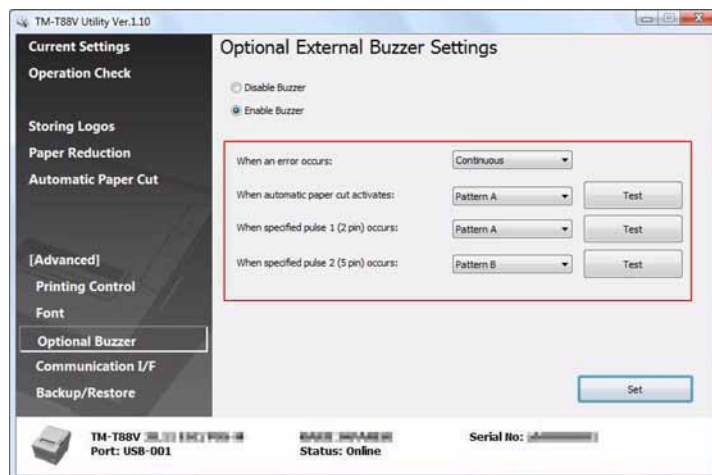 TM-T88V Utility Ver.1.10
Current Settings
Operation Check
Storing Logos
Paper Reduction
Automatic Paper Cut
[Advanced]
Printing Control
Font
Optional Buzzer
Communication I/F
Backup/Restore
Optional External Buzzer Settings
Disable Buzzer
Enable Buzzer
When an error occurs: Continuous
When automatic paper cut activates: Pattern A Test
When specified pulse 1 (2 pin) occurs: Pattern A Test
When specified pulse 2 (5 pin) occurs: Pattern B Test
Set
TM-T88V Serial No:
Port: USB-001 Status: Online